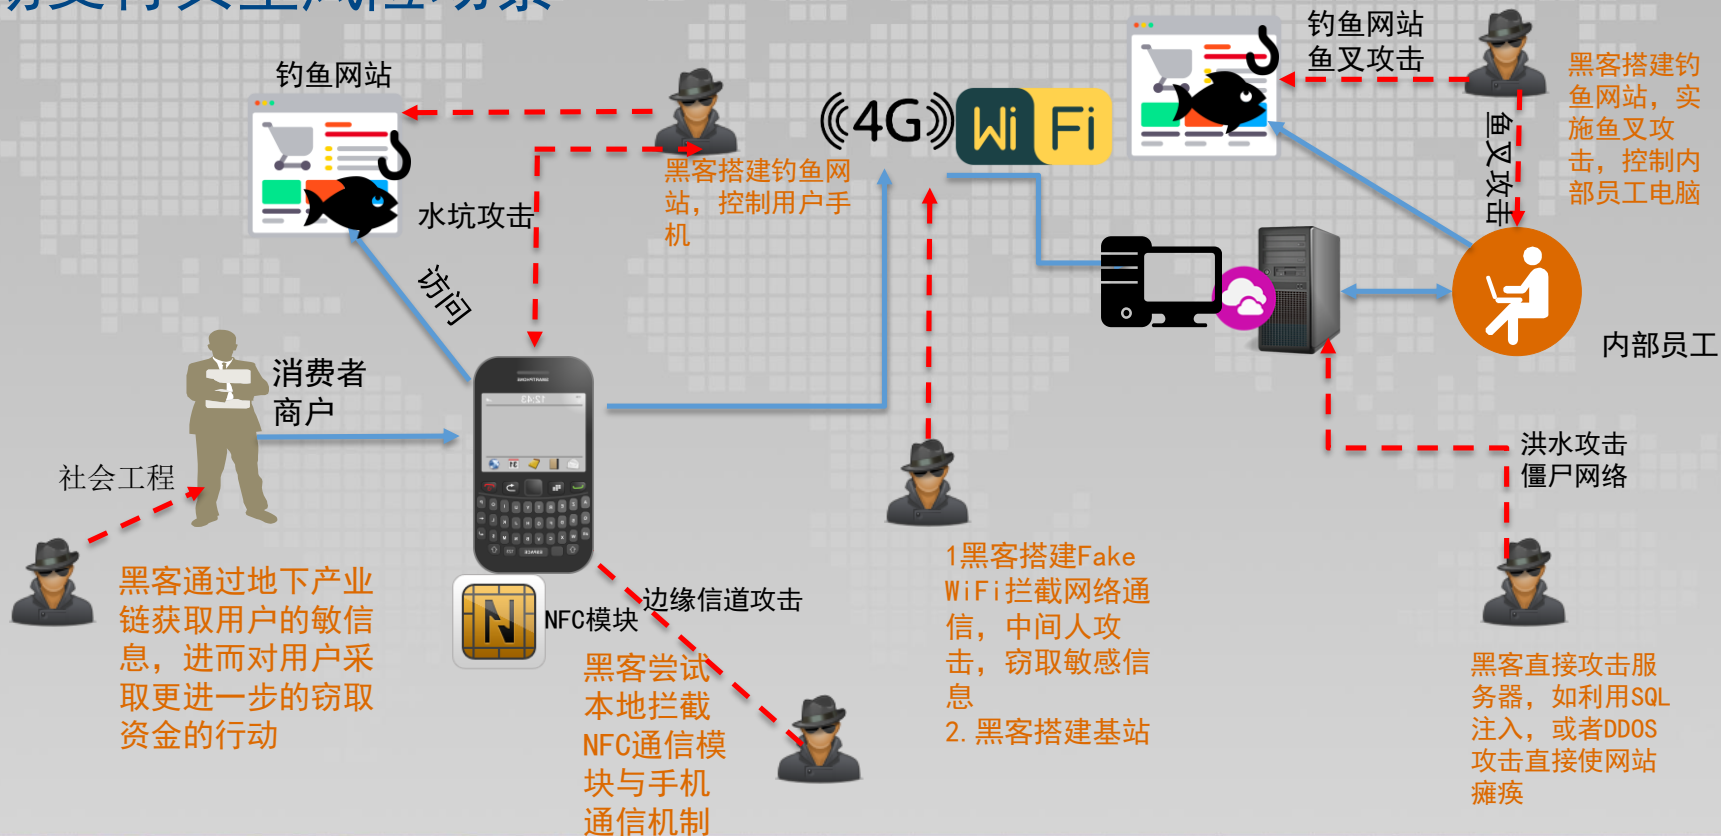 钓鱼网站
水坑攻击
访问
消费者
商户
社会工程
黑客通过地下产业
链获取用户的敏信
息，进而对用户采
取更进一步的窃取
资金的行动
黑客搭建钓鱼网
站，控制用户手
机
12:43
NFC模块
边缘信道攻击
黑客尝试
本地拦截
NFC通信模
块与手机
通信机制
4G
Wi Fi
1黑客搭建Fake
WiFi拦截网络通
信，中间人攻
击，窃取敏感信
息
2.黑客搭建基站
钓鱼网站
鱼叉攻击
黑客搭建钓
鱼网站，实
施鱼叉攻
击，控制内
部员工电脑
鱼叉攻击
内部员工
洪水攻击
僵尸网络
黑客直接攻击服
务器，如利用SQL
注入，或者DDOS
攻击直接使网站
瘫痪